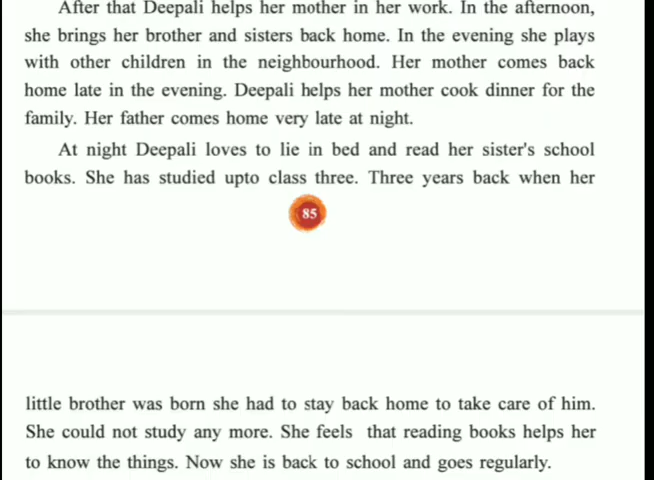 After that Deepali helps her mother in her work. In the afternoon,
she brings her brother and sisters back home. In the evening she plays
with other children in the neighbourhood. Her mother comes back
home late in the evening. Deepali helps her mother cook dinner for the
family. Her father comes home very late at night.
At night Deepali loves to lie in bed and read her sister's school
books. She has studied upto class three. Three years back when her
85
little brother was born she had to stay back home to take care of him.
She could not study any more. She feels that reading books helps her
to know the things. Now she is back to school and goes regularly.